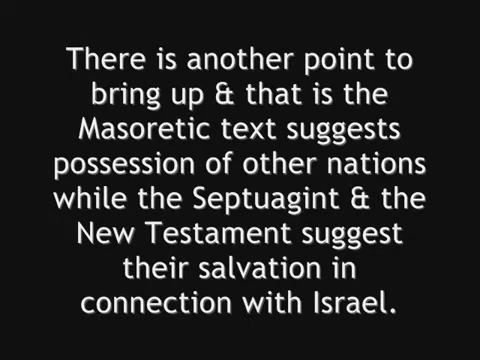 There is another point to
bring up & that is the
Masoretic text suggests
possession of other nations
while the Septuagint & the
New Testament suggest
their salvation in
connection with Israel.